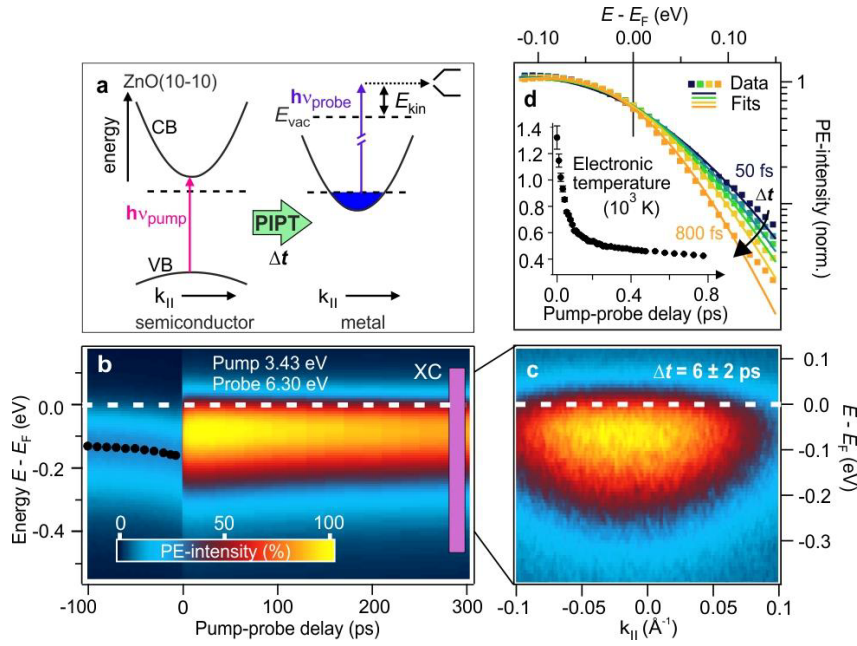 a
ZnO(10-10)
energy
CB
hνpump
VB
k||
semiconductor
PIPT
Δt
hνprobe
Evac
Ekin
k||
metal
E - EF (eV)
-0.10 0.00 0.10
d
Data
Fits
1.4
1.2
1.0
0.8
0.6
0.4
Electronic
temperature
(10³ K)
50 fs
Δt
800 fs
0.0 0.4 0.8
Pump-probe delay (ps)
1
PE-intensity (norm.)
b
Pump 3.43 eV
Probe 6.30 eV
XC
0.0
-0.2
-0.4
Energy E - EF (eV)
0 50 100
PE-intensity (%)
-100 0 100 200 300
Pump-probe delay (ps)
c
Δt = 6 ± 2 ps
0.1
0.0
-0.1
-0.2
-0.3
E - EF (eV)
-0.1 -0.05 0.0 0.05 0.1
k|| (Å⁻¹)